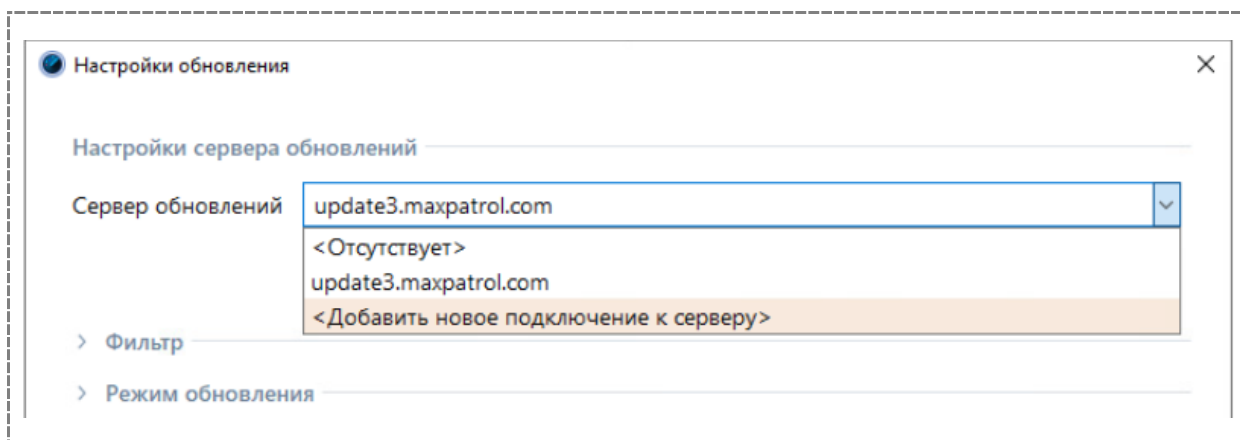 Настройки обновления
Настройки сервера обновлений
Сервер обновлений update3.maxpatrol.com
<Отсутствует>
update3.maxpatrol.com
<Добавить новое подключение к серверу>
Фильтр
Режим обновления